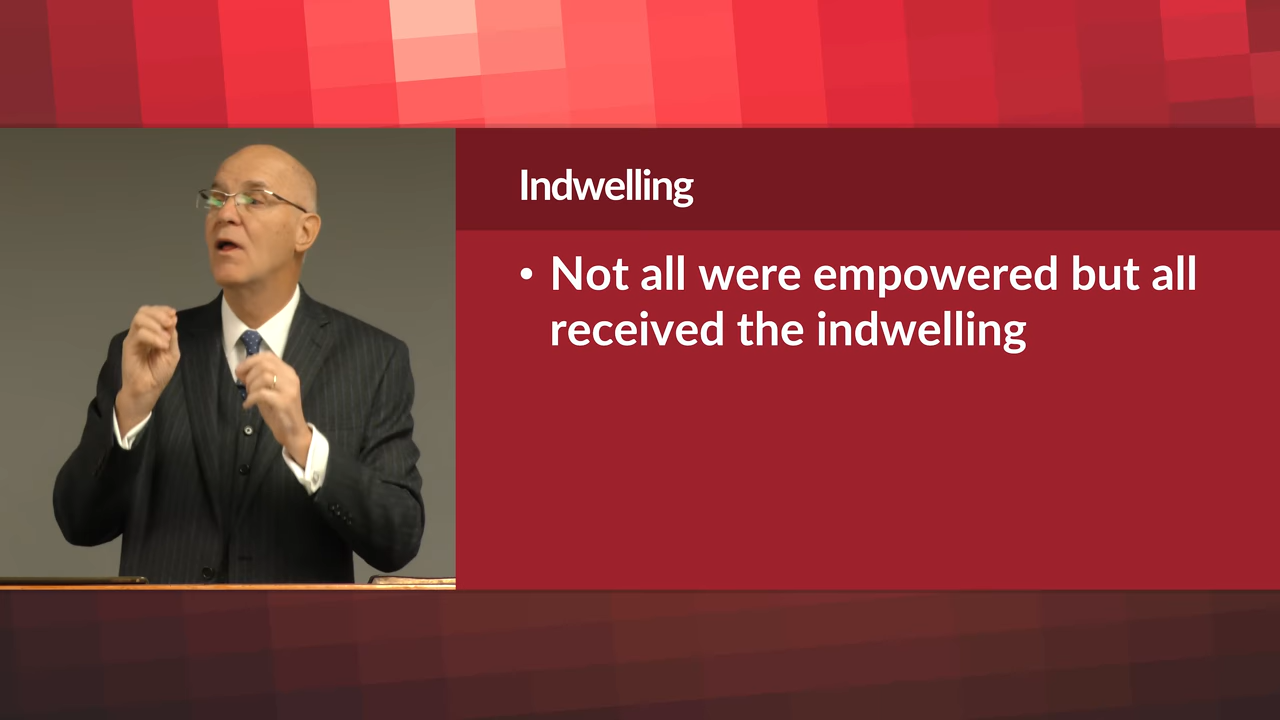 Indwelling
• Not all were empowered but all
received the indwelling